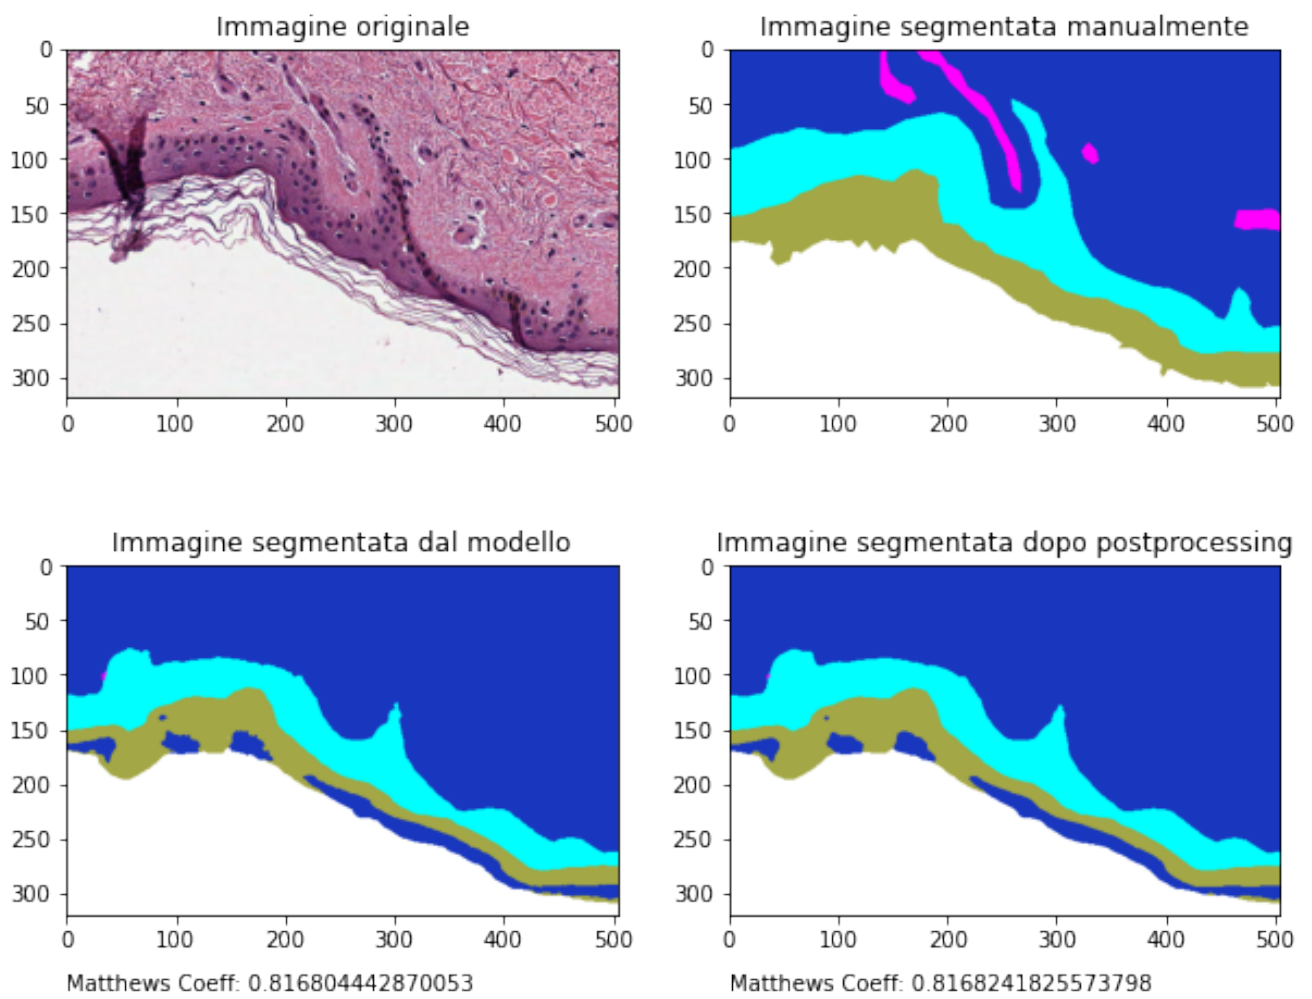 Immagine originale
Immagine segmentata manualmente
0
50
100
150
200
250
300
0 100 200 300 400 500
0
50
100
150
200
250
300
0 100 200 300 400 500
Immagine segmentata dal modello
Immagine segmentata dopo postprocessing
0
50
100
150
200
250
300
0 100 200 300 400 500
0
50
100
150
200
250
300
0 100 200 300 400 500
Matthews Coeff: 0.816804442870053
Matthews Coeff: 0.8168241825573798